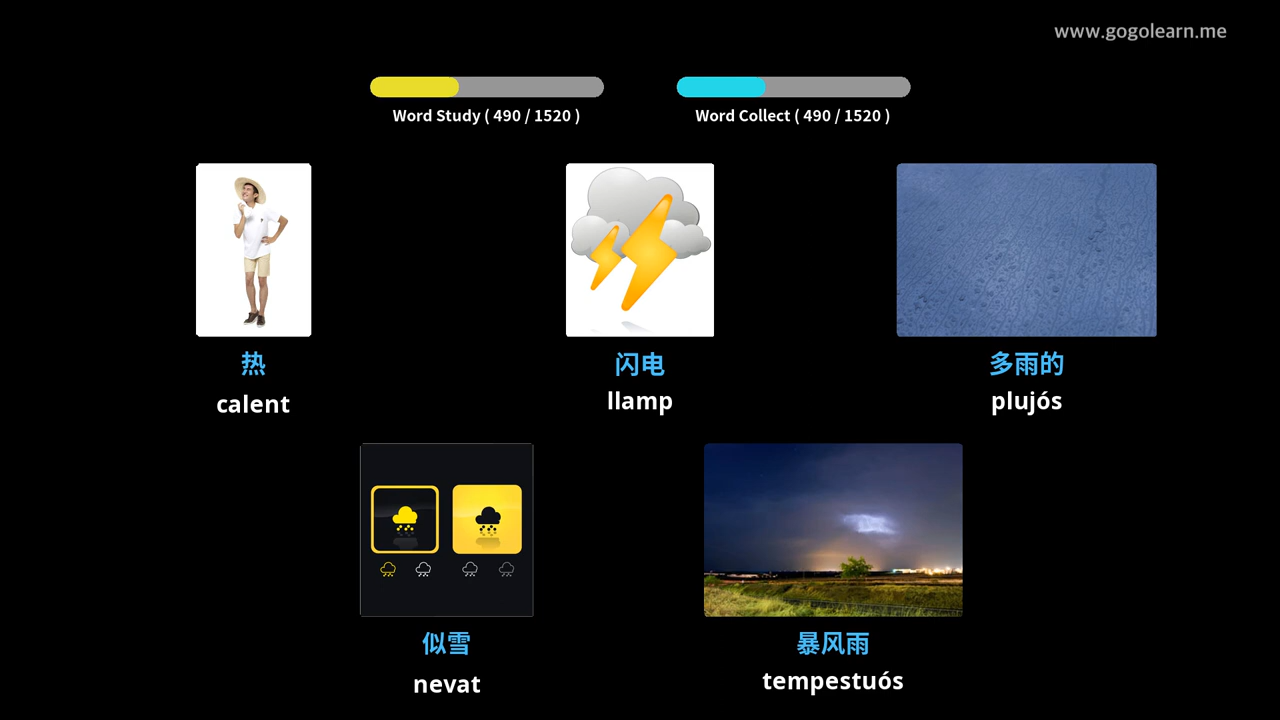 www.gogolearn.me
Word Study ( 490 / 1520 )
Word Collect ( 490 / 1520 )
热
calent
闪电
llamp
多雨的
plujós
似雪
nevat
暴风雨
tempestuós